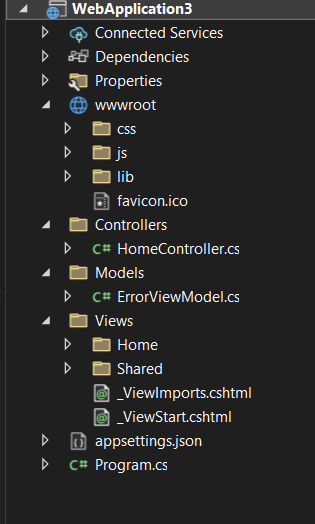 WebApplication3
Connected Services
Dependencies
Properties
wwwroot
css
js
lib
favicon.ico
Controllers
C# HomeController.cs
Models
C# ErrorViewModel.cs
Views
Home
Shared
_ViewImports.cshtml
_ViewStart.cshtml
appsettings.json
C# Program.cs